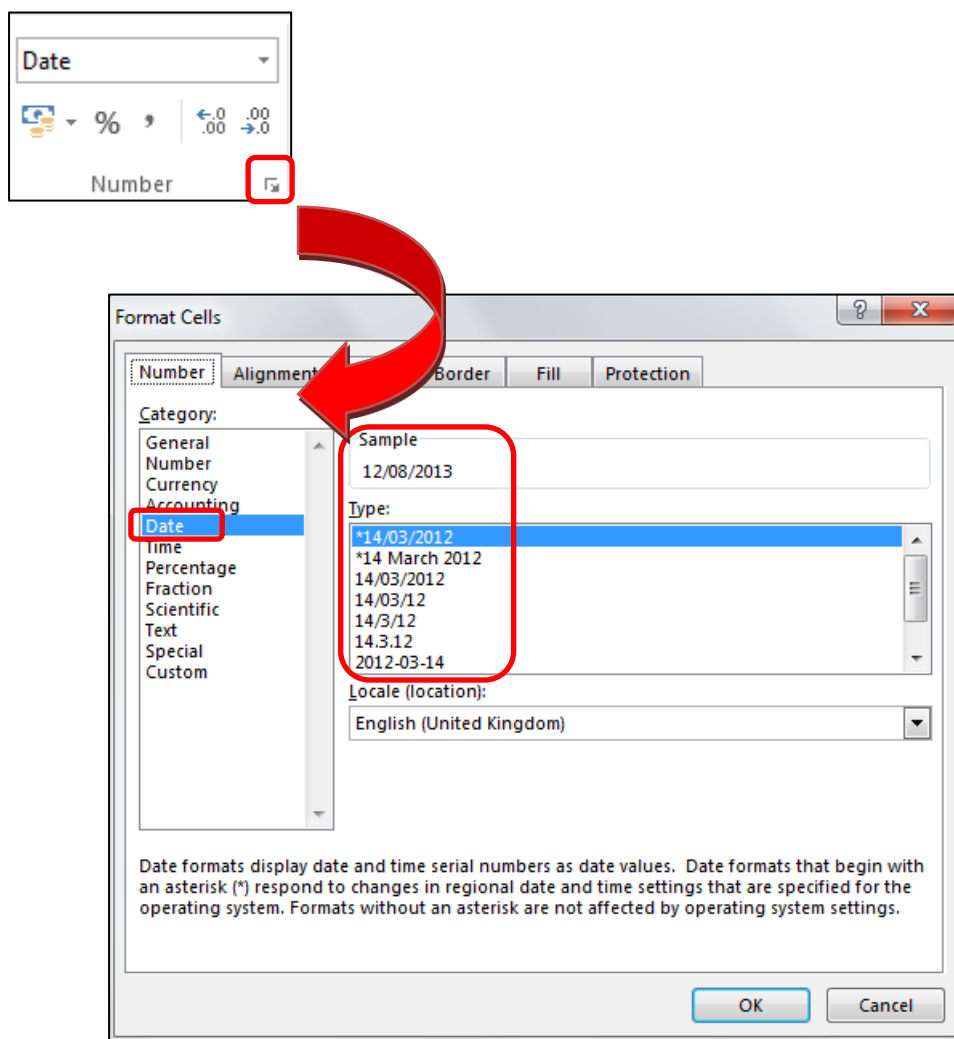 Date
% , ←.0 .00 .00 →.0
Number
Format Cells
?
Number Alignment Border Fill Protection
Category:
General
Number
Currency
Accounting
Date
Time
Percentage
Fraction
Scientific
Text
Special
Custom
Sample
12/08/2013
Type:
*14/03/2012
*14 March 2012
14/03/2012
14/03/12
14/3/12
14.3.12
2012-03-14
Locale (location):
English (United Kingdom)
Date formats display date and time serial numbers as date values. Date formats that begin with
an asterisk (*) respond to changes in regional date and time settings that are specified for the
operating system. Formats without an asterisk are not affected by operating system settings.
OK Cancel